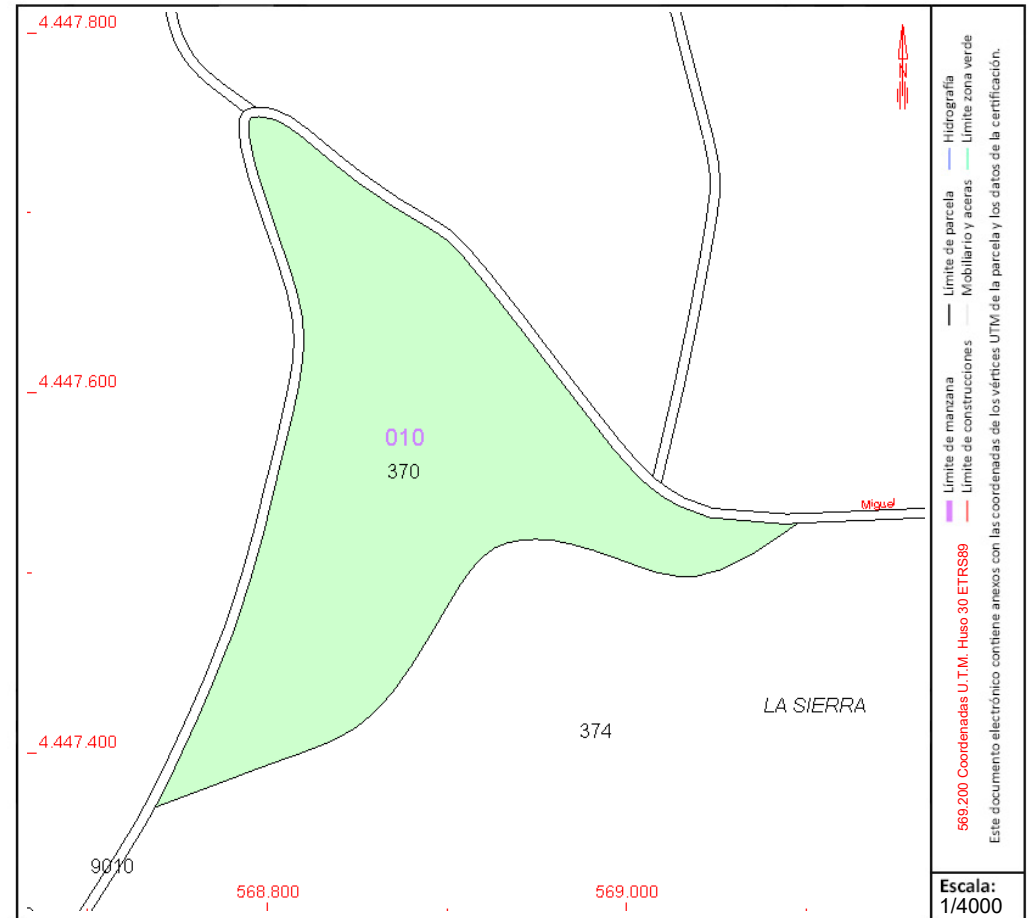 4.447.800
4.447.600
010
370
Miguel
LA SIERRA
374
4.447.400
9010
568.800
569.000
N
Hidrografía
Límite zona verde
Límite de parcela
Mobiliario y aceras
Límite de manzana
Límite de construcciones
569.200 Coordenadas U.T.M. Huso 30 ETRS89
Este documento electrónico contiene anexos con las coordenadas de los vértices UTM de la parcela y los datos de la certificación.
Escala:
1/4000